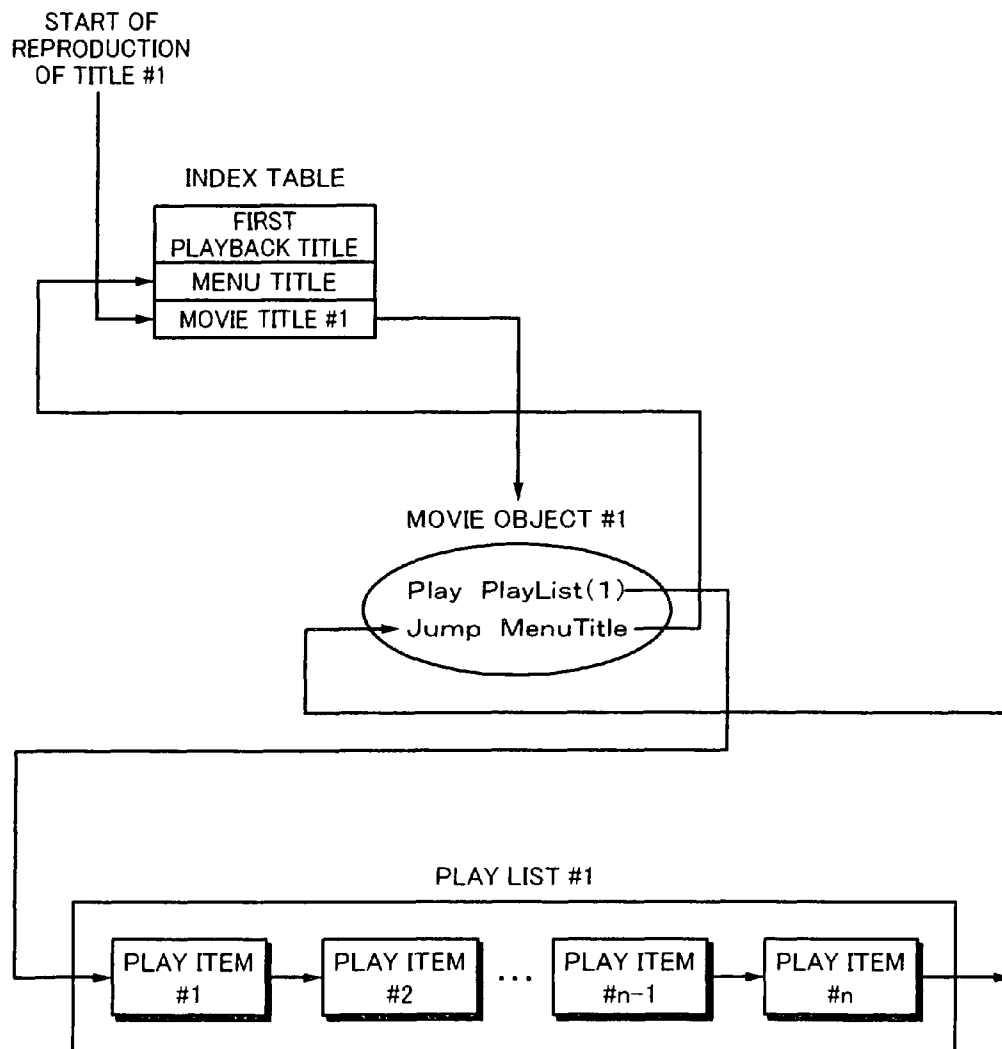 START OF
REPRODUCTION
OF TITLE #1
INDEX TABLE
FIRST
PLAYBACK TITLE
MENU TITLE
MOVIE TITLE #1
MOVIE OBJECT #1
Play PlayList(1)
Jump MenuTitle
PLAY LIST #1
PLAY ITEM
#1
PLAY ITEM
#2
...
PLAY ITEM
#n-1
PLAY ITEM
#n